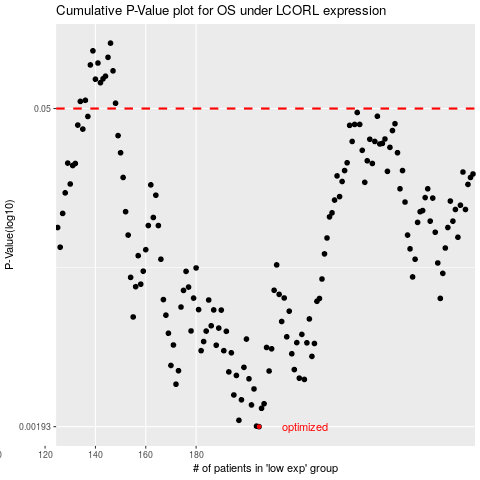 Cumulative P-Value plot for OS under LCORL expression
0.05
P-Value(log10)
0.00193
optimized
0 120 140 160 180
# of patients in 'low exp' group